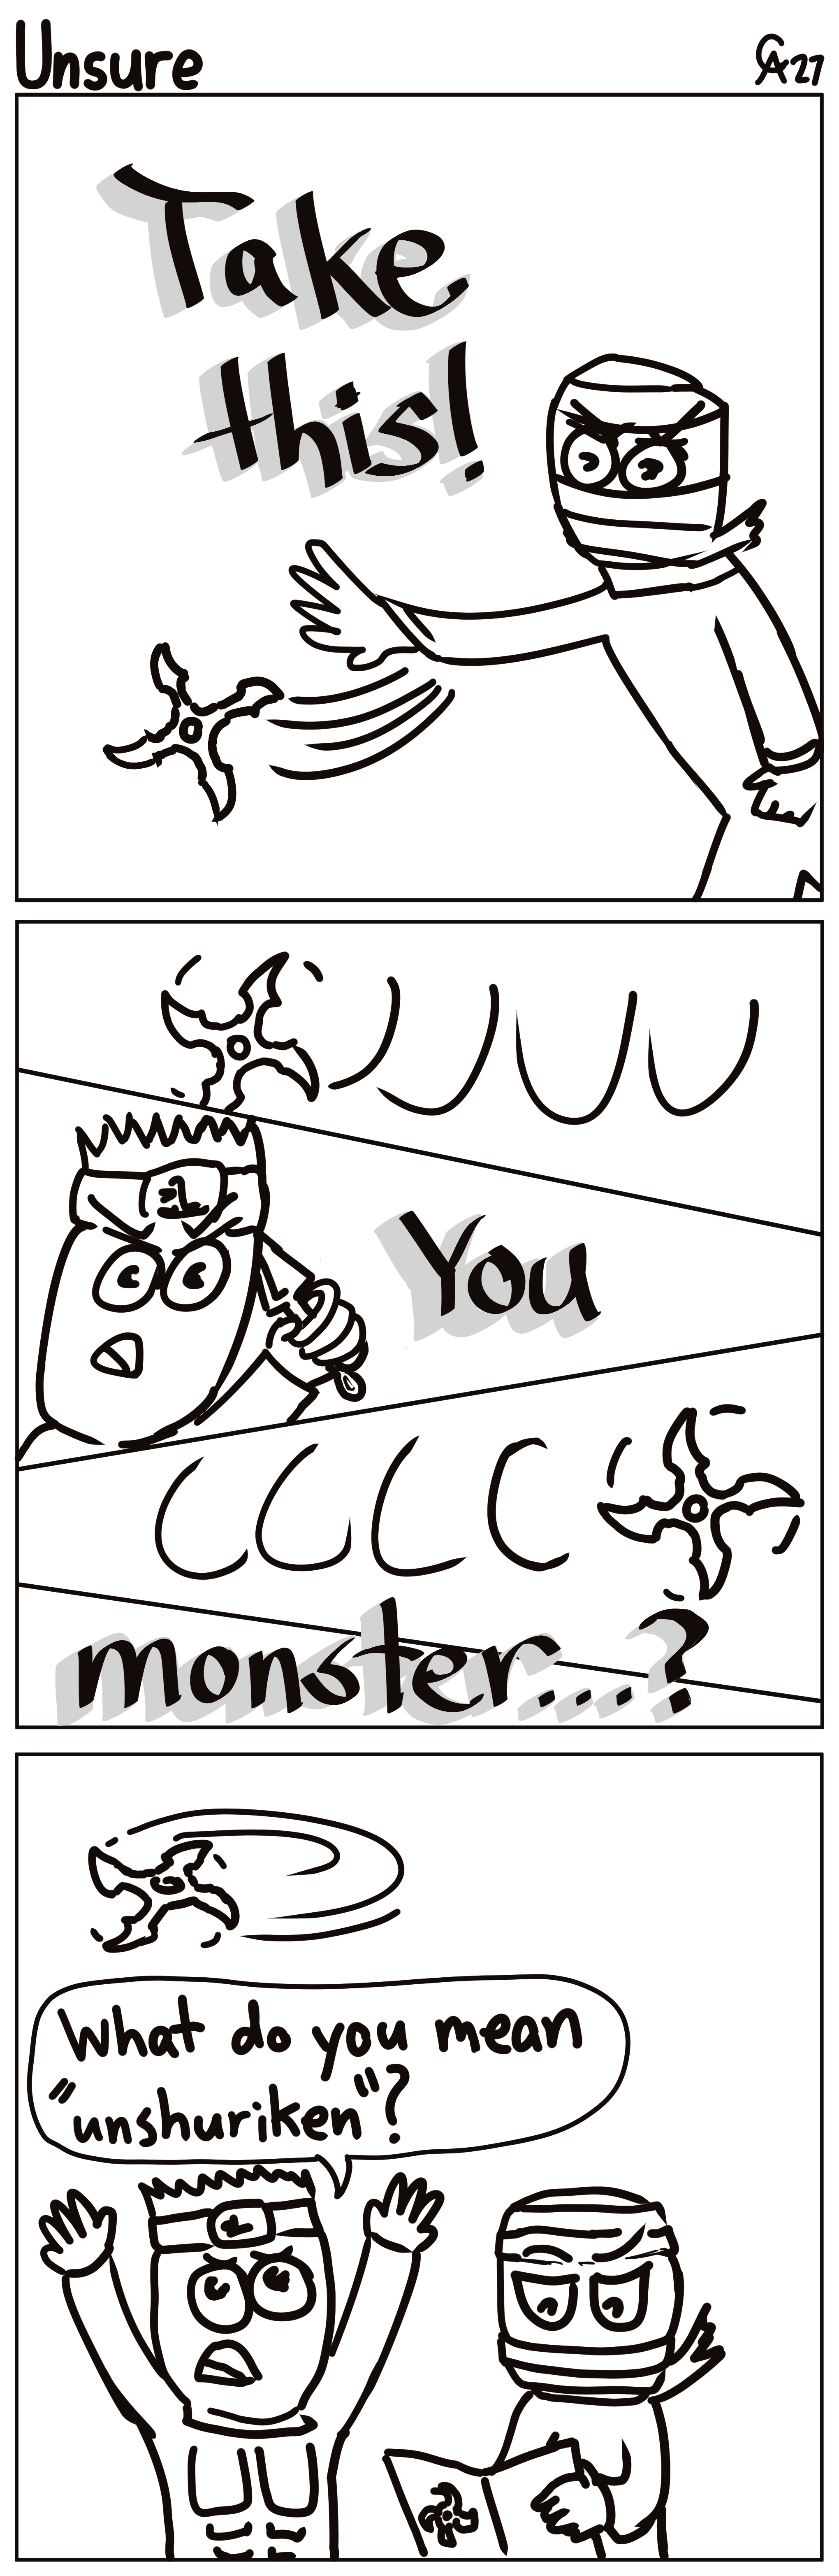 Unsure
CA27
Take
this!
You
monster...?
What do you mean
"unshuriken"?